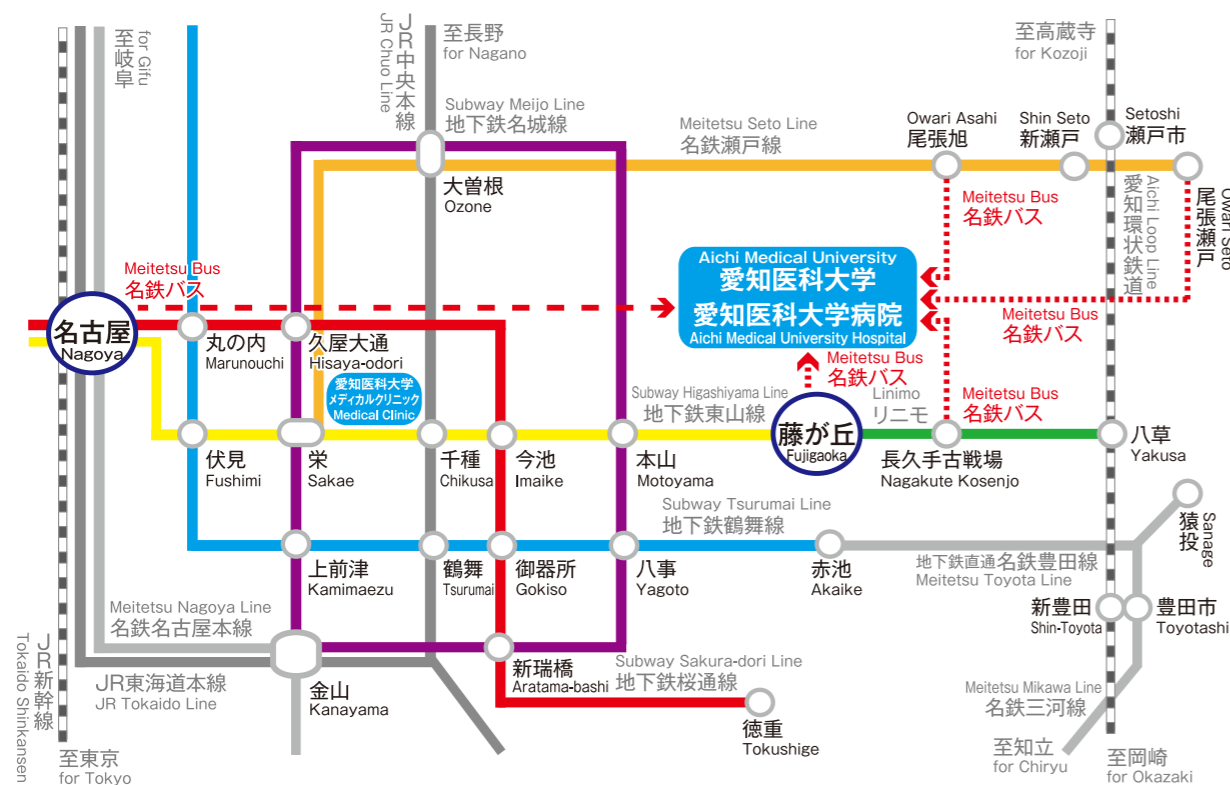 for Gifu
至岐阜
JR中央本線
JR Chuo Line
至長野
for Nagano
至高蔵寺
for Kozoji
Subway Meijo Line
地下鉄名城線
Meitetsu Seto Line
名鉄瀬戸線
Owari Asahi
尾張旭
Shin Seto
新瀬戸
Setoshi
瀬戸市
大曽根
Ozone
Meitetsu Bus
名鉄バス
Aichi Loop Line
愛知環状鉄道
Owari Seto
尾張瀬戸
Meitetsu Bus
名鉄バス
Aichi Medical University
愛知医科大学
愛知医科大学病院
Aichi Medical University Hospital
Meitetsu Bus
名鉄バス
名古屋
Nagoya
丸の内
Marunouchi
久屋大通
Hisaya-odori
愛知医科大学
メディカルクリニック
Medical Clinic
Meitetsu Bus
名鉄バス
Subway Higashiyama Line
地下鉄東山線
Linimo
リニモ
Meitetsu Bus
名鉄バス
藤が丘
Fujigaoka
伏見
Fushimi
栄
Sakae
千種
Chikusa
今池
Imaike
本山
Motoyama
長久手古戦場
Nagakute Kosenjo
八草
Yakusa
Subway Tsurumai Line
地下鉄鶴舞線
上前津
Kamimaezu
鶴舞
Tsurumai
御器所
Gokiso
八事
Yagoto
赤池
Akaike
地下鉄直通名鉄豊田線
Meitetsu Toyota Line
Sanage
猿投
Meitetsu Nagoya Line
名鉄名古屋本線
新豊田
Shin-Toyota
豊田市
Toyotashi
JR新幹線
Tokaido Shinkansen
JR東海道本線
JR Tokaido Line
金山
Kanayama
新瑞橋
Aratama-bashi
Subway Sakura-dori Line
地下鉄桜通線
徳重
Tokushige
Meitetsu Mikawa Line
名鉄三河線
至東京
for Tokyo
至知立
for Chiryu
至岡崎
for Okazaki